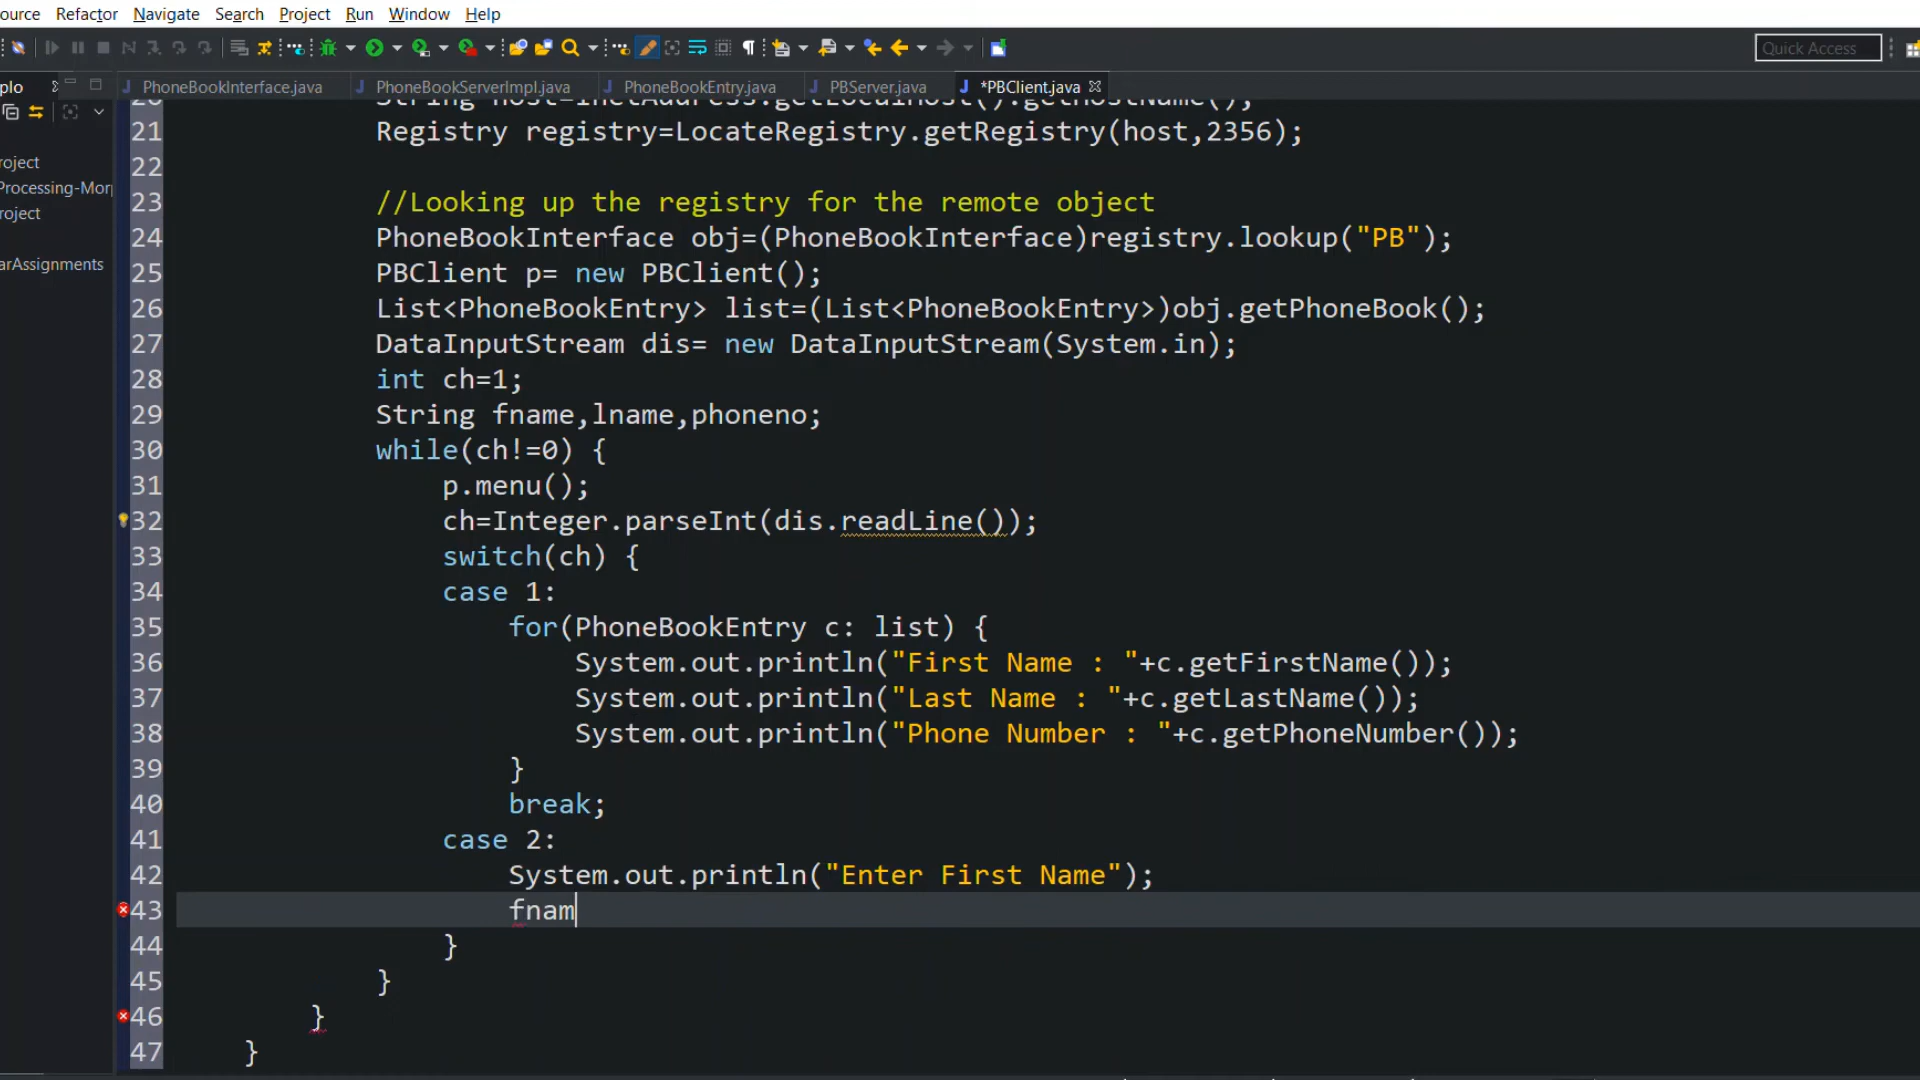 ource Refactor Navigate Search Project Run Window Help
Quick Access
plo PhoneBookInterface.java PhoneBookServerImpl.java PhoneBookEntry.java PBServer.java *PBClient.java
roject
Processing-Mor
roject
arAssignments
20 String host=InetAddress.getLocalHost().getHostName();
21 Registry registry=LocateRegistry.getRegistry(host,2356);
22
23 //Looking up the registry for the remote object
24 PhoneBookInterface obj=(PhoneBookInterface)registry.lookup("PB");
25 PBClient p= new PBClient();
26 List<PhoneBookEntry> list=(List<PhoneBookEntry>)obj.getPhoneBook();
27 DataInputStream dis= new DataInputStream(System.in);
28 int ch=1;
29 String fname,lname,phoneno;
30 while(ch!=0) {
31 p.menu();
32 ch=Integer.parseInt(dis.readLine());
33 switch(ch) {
34 case 1:
35 for(PhoneBookEntry c: list) {
36 System.out.println("First Name : "+c.getFirstName());
37 System.out.println("Last Name : "+c.getLastName());
38 System.out.println("Phone Number : "+c.getPhoneNumber());
39 }
40 break;
41 case 2:
42 System.out.println("Enter First Name");
43 fnam
44 }
45 }
46 }
47 }